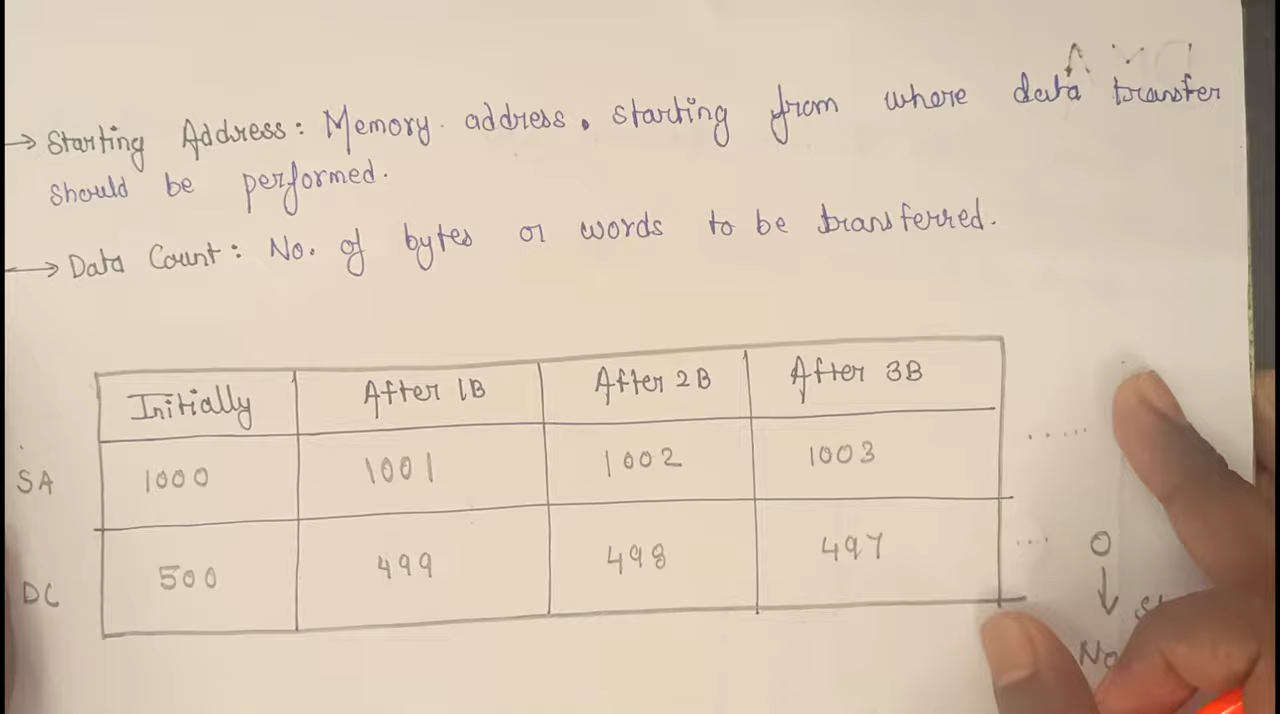 → Starting Address: Memory address, starting from where data transfer
should be performed.
→ Data Count: No. of bytes or words to be transferred.
Initially After 1B After 2B After 3B
SA 1000 1001 1002 1003 ......
DC 500 499 498 497 .... 0
↓
No